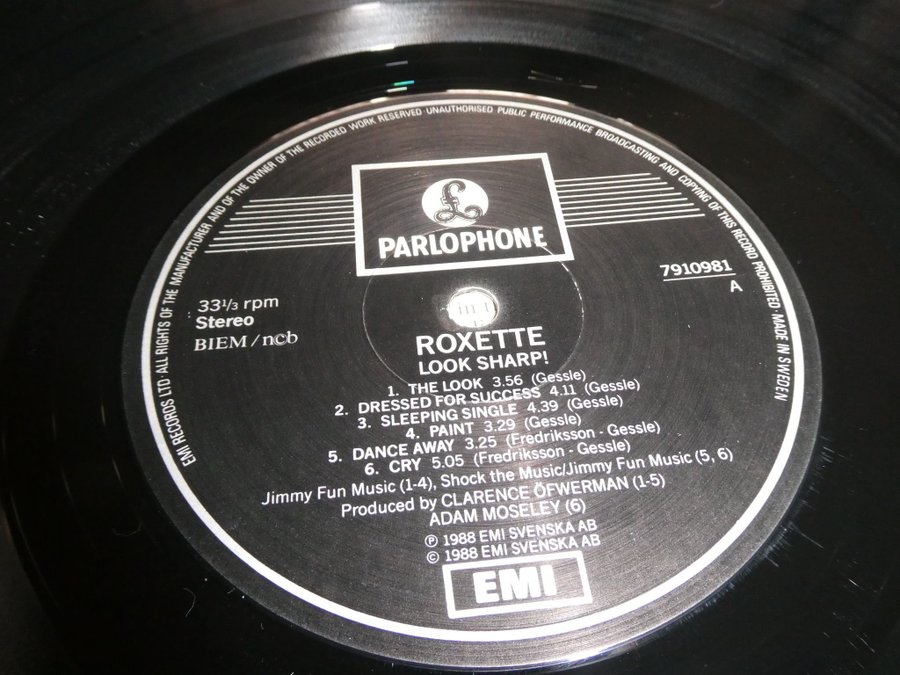 EMI RECORDS LTD·ALL RIGHTS OF THE MANUFACTURER AND OF THE OWNER OF THE RECORDED WORK RESERVED UNAUTHORISED PUBLIC PERFORMANCE BROADCASTING AND COPYING OF THIS RECORD PROHIBITED·MADE IN SWEDEN
£
PARLOPHONE
7910981
A
33 1/3 rpm
Stereo
BIEM/ncb
ROXETTE
LOOK SHARP!
1. THE LOOK 3.56 (Gessle)
2. DRESSED FOR SUCCESS 4.11 (Gessle)
3. SLEEPING SINGLE 4.39 (Gessle)
4. PAINT 3.29 (Gessle)
5. DANCE AWAY 3.25 (Fredriksson - Gessle)
6. CRY 5.05 (Fredriksson - Gessle)
Jimmy Fun Music (1-4), Shock the Music/Jimmy Fun Music (5, 6)
Produced by CLARENCE ÖFWERMAN (1-5)
ADAM MOSELEY (6)
℗ 1988 EMI SVENSKA AB
© 1988 EMI SVENSKA AB
EMI